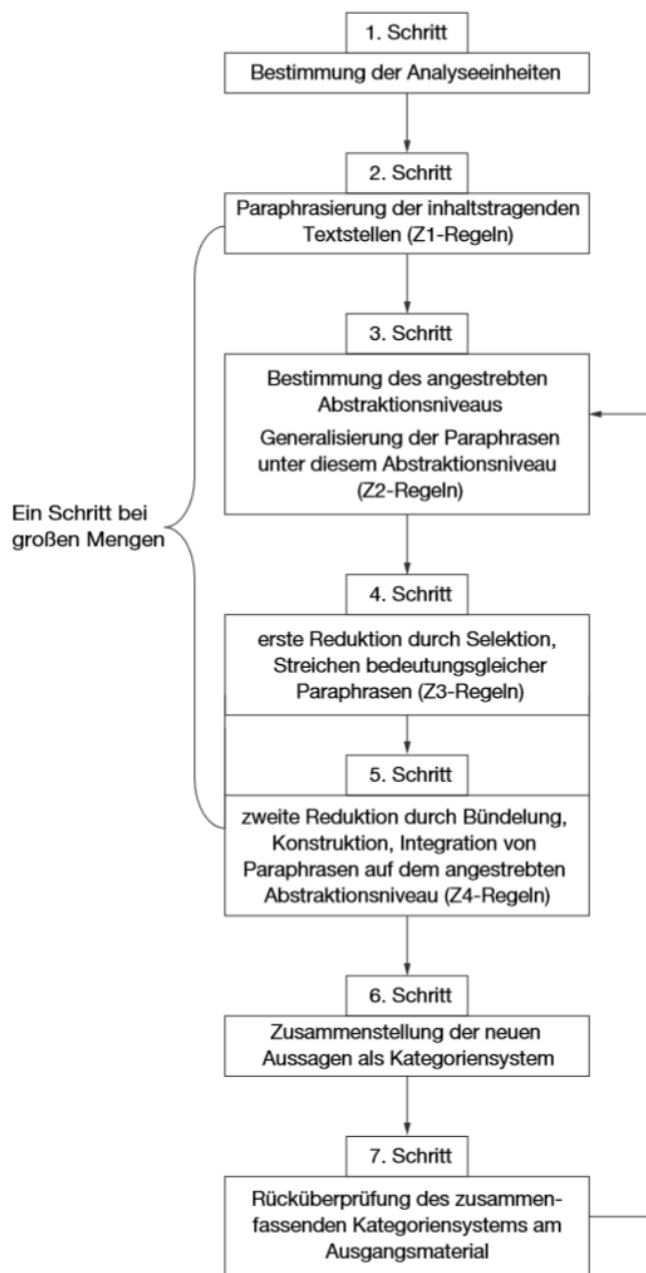 1. Schritt
Bestimmung der Analyseeinheiten
2. Schritt
Paraphrasierung der inhaltstragenden
Textstellen (Z1-Regeln)
3. Schritt
Bestimmung des angestrebten
Abstraktionsniveaus
Generalisierung der Paraphrasen
unter diesem Abstraktionsniveau
(Z2-Regeln)
Ein Schritt bei
großen Mengen
4. Schritt
erste Reduktion durch Selektion,
Streichen bedeutungsgleicher
Paraphrasen (Z3-Regeln)
5. Schritt
zweite Reduktion durch Bündelung,
Konstruktion, Integration von
Paraphrasen auf dem angestrebten
Abstraktionsniveau (Z4-Regeln)
6. Schritt
Zusammenstellung der neuen
Aussagen als Kategoriensystem
7. Schritt
Rücküberprüfung des zusammen-
fassenden Kategoriensystems am
Ausgangsmaterial